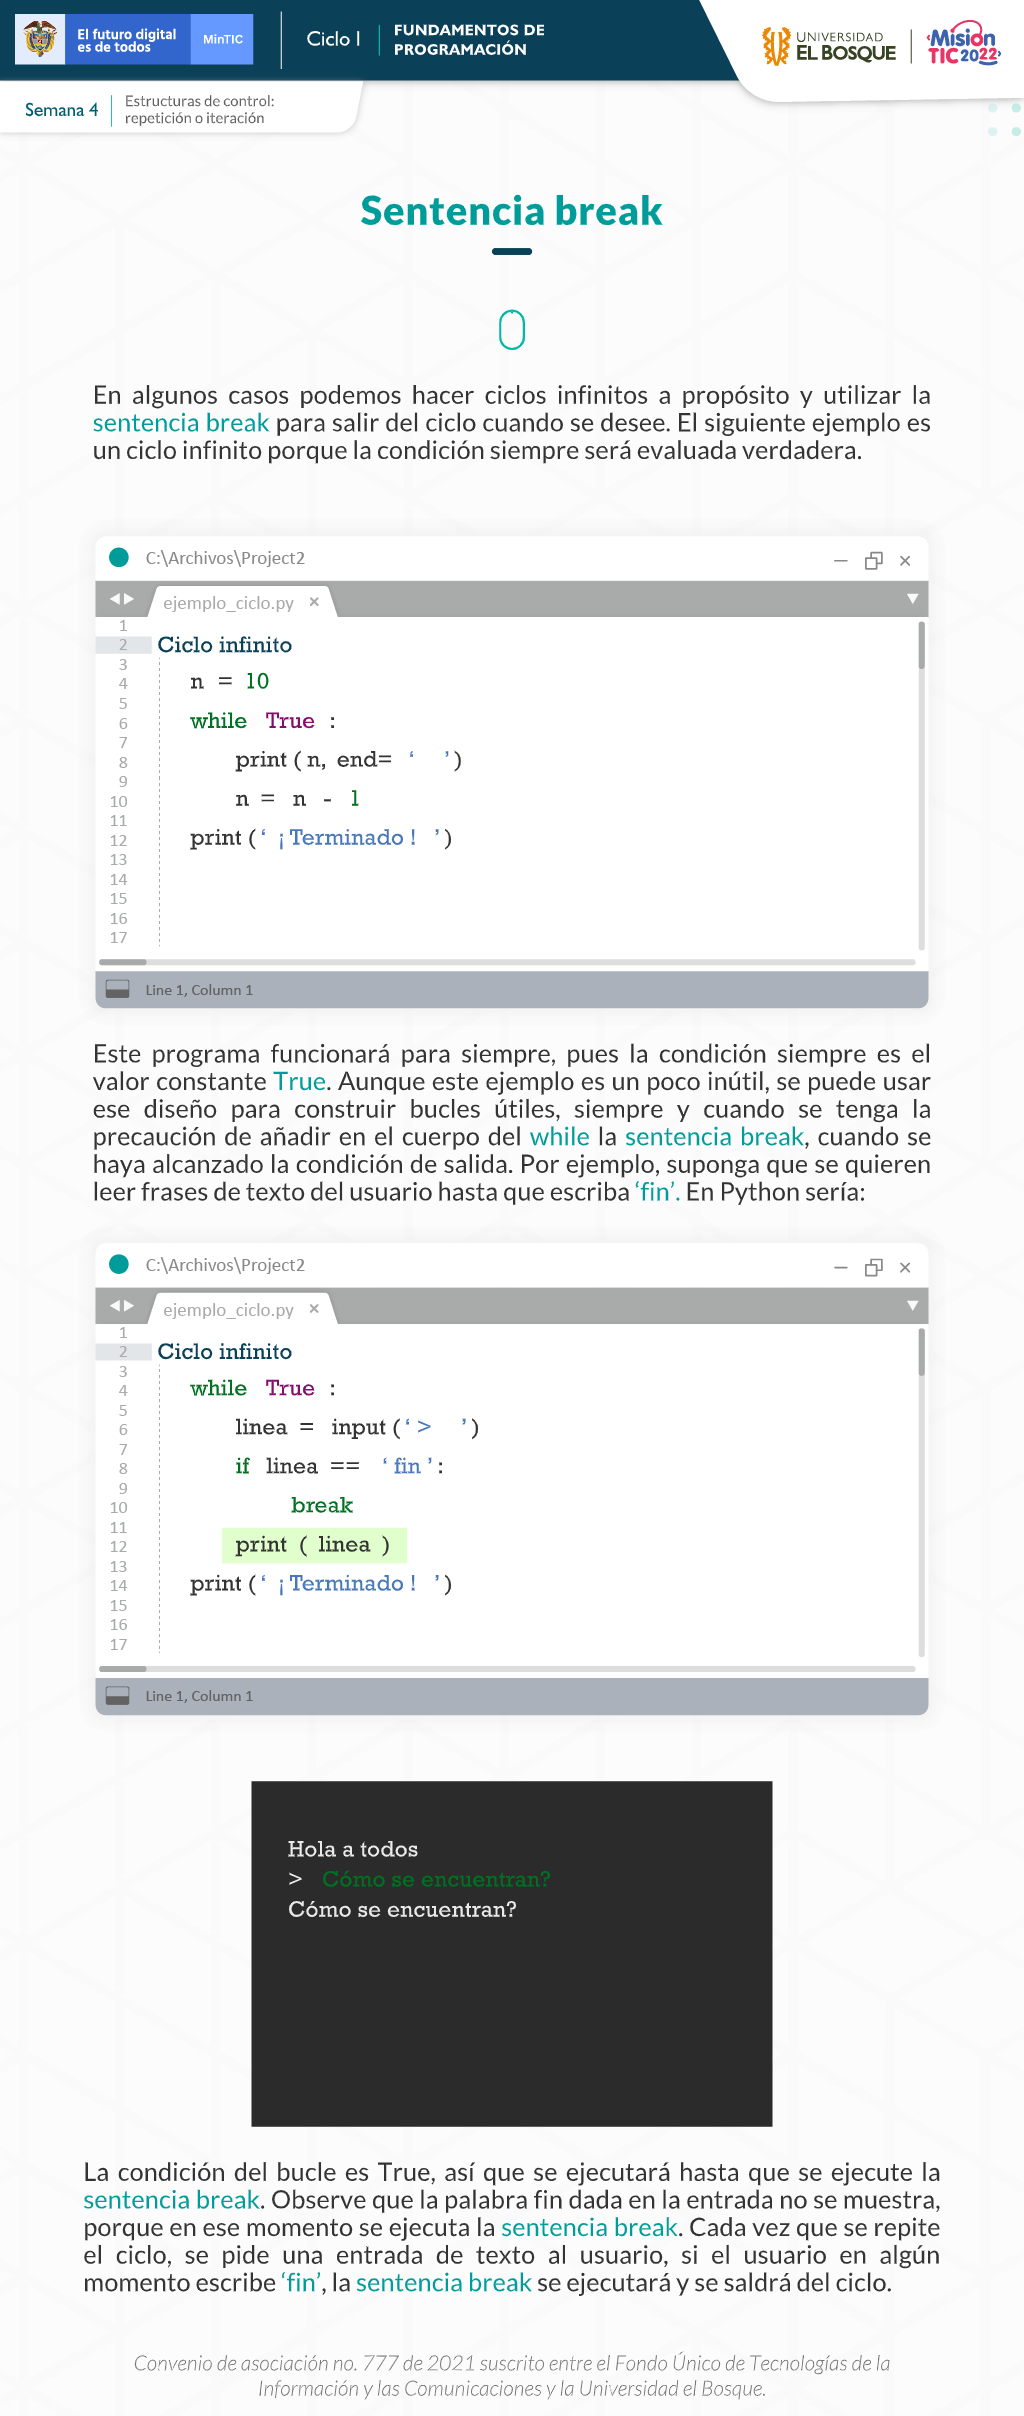 El futuro digital
es de todos
MinTIC
Ciclo 1
FUNDAMENTOS DE
PROGRAMACIÓN
UNIVERSIDAD
EL BOSQUE
Misión
TIC 2022
Semana 4
Estructuras de control:
repetición o iteración
Sentencia break
En algunos casos podemos hacer ciclos infinitos a propósito y utilizar la
sentencia break para salir del ciclo cuando se desee. El siguiente ejemplo es
un ciclo infinito porque la condición siempre será evaluada verdadera.
C:\Archivos\Project2
ejemplo_ciclo.py ×
1
2 Ciclo infinito
3
4 n = 10
5
6 while True :
7
8 print ( n, end= ‘ ’)
9
10 n = n - 1
11
12 print (‘ ¡Terminado ! ’)
13
14
15
16
17
Line 1, Column 1
Este programa funcionará para siempre, pues la condición siempre es el
valor constante True. Aunque este ejemplo es un poco inútil, se puede usar
ese diseño para construir bucles útiles, siempre y cuando se tenga la
precaución de añadir en el cuerpo del while la sentencia break, cuando se
haya alcanzado la condición de salida. Por ejemplo, suponga que se quieren
leer frases de texto del usuario hasta que escriba ‘fin’. En Python sería:
C:\Archivos\Project2
ejemplo_ciclo.py ×
1
2 Ciclo infinito
3
4 while True :
5
6 linea = input (‘ > ’)
7
8 if linea == ‘ fin ’ :
9
10 break
11
12 print ( linea )
13
14 print (‘ ¡Terminado ! ’)
15
16
17
Line 1, Column 1
Hola a todos
> Cómo se encuentran?
Cómo se encuentran?
La condición del bucle es True, así que se ejecutará hasta que se ejecute la
sentencia break. Observe que la palabra fin dada en la entrada no se muestra,
porque en ese momento se ejecuta la sentencia break. Cada vez que se repite
el ciclo, se pide una entrada de texto al usuario, si el usuario en algún
momento escribe ‘fin’, la sentencia break se ejecutará y se saldrá del ciclo.
Convenio de asociación no. 777 de 2021 suscrito entre el Fondo Único de Tecnologías de la
Información y las Comunicaciones y la Universidad el Bosque.